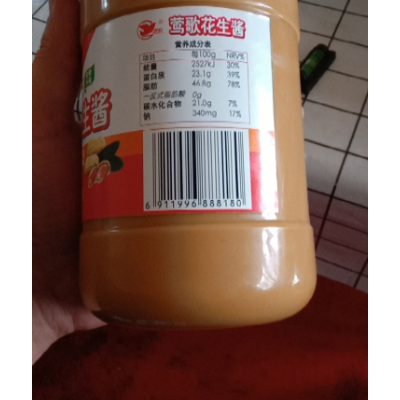 莺歌花生酱
营养成分表
项目 每100g NRV%
能量 2527kJ 30%
蛋白质 23.1g 39%
脂肪 46.8g 78%
—反式脂肪酸 0g
碳水化合物 21.0g 7%
钠 340mg 17%
生酱
6 911996 888180